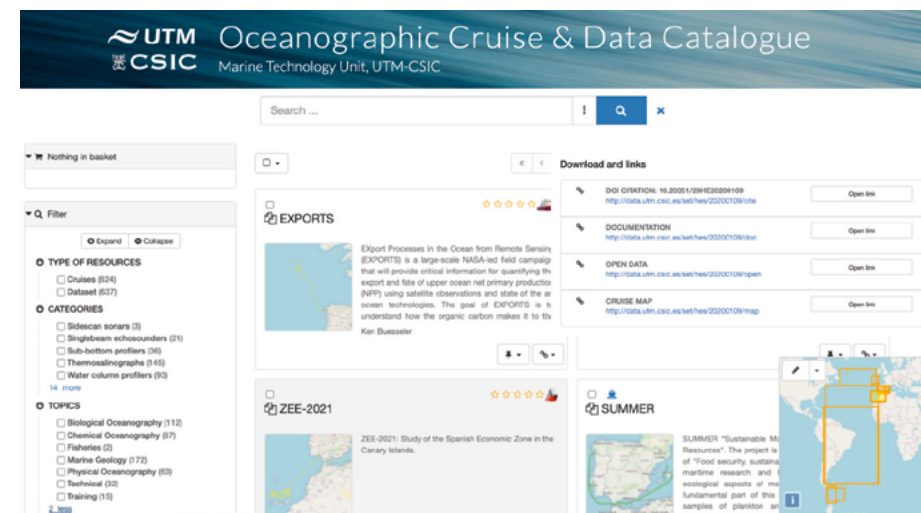 UTM
CSIC
Oceanographic Cruise & Data Catalogue
Marine Technology Unit, UTM-CSIC
Search ...
Nothing in basket
Filter
Expand
Collapse
TYPE OF RESOURCES
Cruises (624)
Dataset (637)
CATEGORIES
Sidescan sonars (3)
Singlebeam echosounders (21)
Sub-bottom profilers (36)
Thermosalinographs (145)
Water column profilers (93)
14 more
TOPICS
Biological Oceanography (112)
Chemical Oceanography (57)
Fisheries (2)
Marine Geology (172)
Physical Oceanography (63)
Technical (32)
Training (15)
2 less
EXPORTS
EXport Processes in the Ocean from Remote Sensing
(EXPORTS) is a large-scale NASA-led field campaign
that will provide critical information for quantifying the
export and fate of upper ocean net primary production
(NPP) using satellite observations and state of the ar
ocean technologies. The goal of EXPORTS is to
understand how the organic carbon makes it to the
Ken Buesseler
Download and links
DOI CITATION: 10.20351/29HE20200109
http://data.utm.csic.es/set/hes/20200109/cite
Open link
DOCUMENTATION
http://data.utm.csic.es/set/hes/20200109/doc
Open link
OPEN DATA
http://data.utm.csic.es/set/hes/20200109/open
Open link
CRUISE MAP
http://data.utm.csic.es/set/hes/20200109/map
Open link
ZEE-2021
ZEE-2021: Study of the Spanish Economic Zone in the
Canary Islands.
SUMMER
SUMMER "Sustainable Ma
Resources". The project is
of "Food security, sustaina
maritime research and
ecological aspects of me
fundamental part of this
samples of plankton an
i